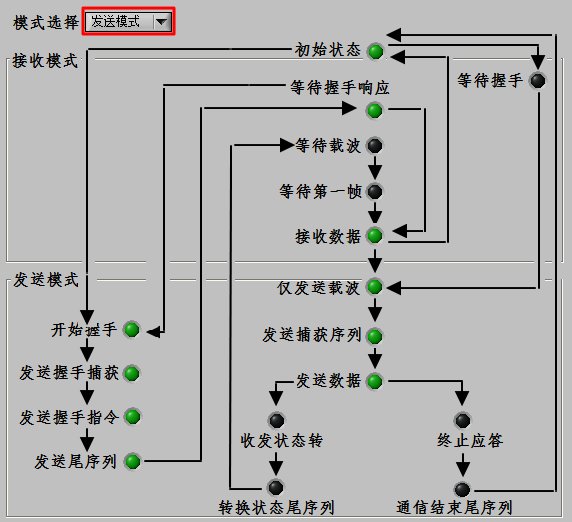 模式选择 发送模式
初始状态
接收模式
等待握手
等待握手响应
等待载波
等待第一帧
接收数据
发送模式
仅发送载波
开始握手
发送捕获序列
发送握手捕获
发送数据
发送握手指令
收发状态转
终止应答
发送尾序列
转换状态尾序列
通信结束尾序列